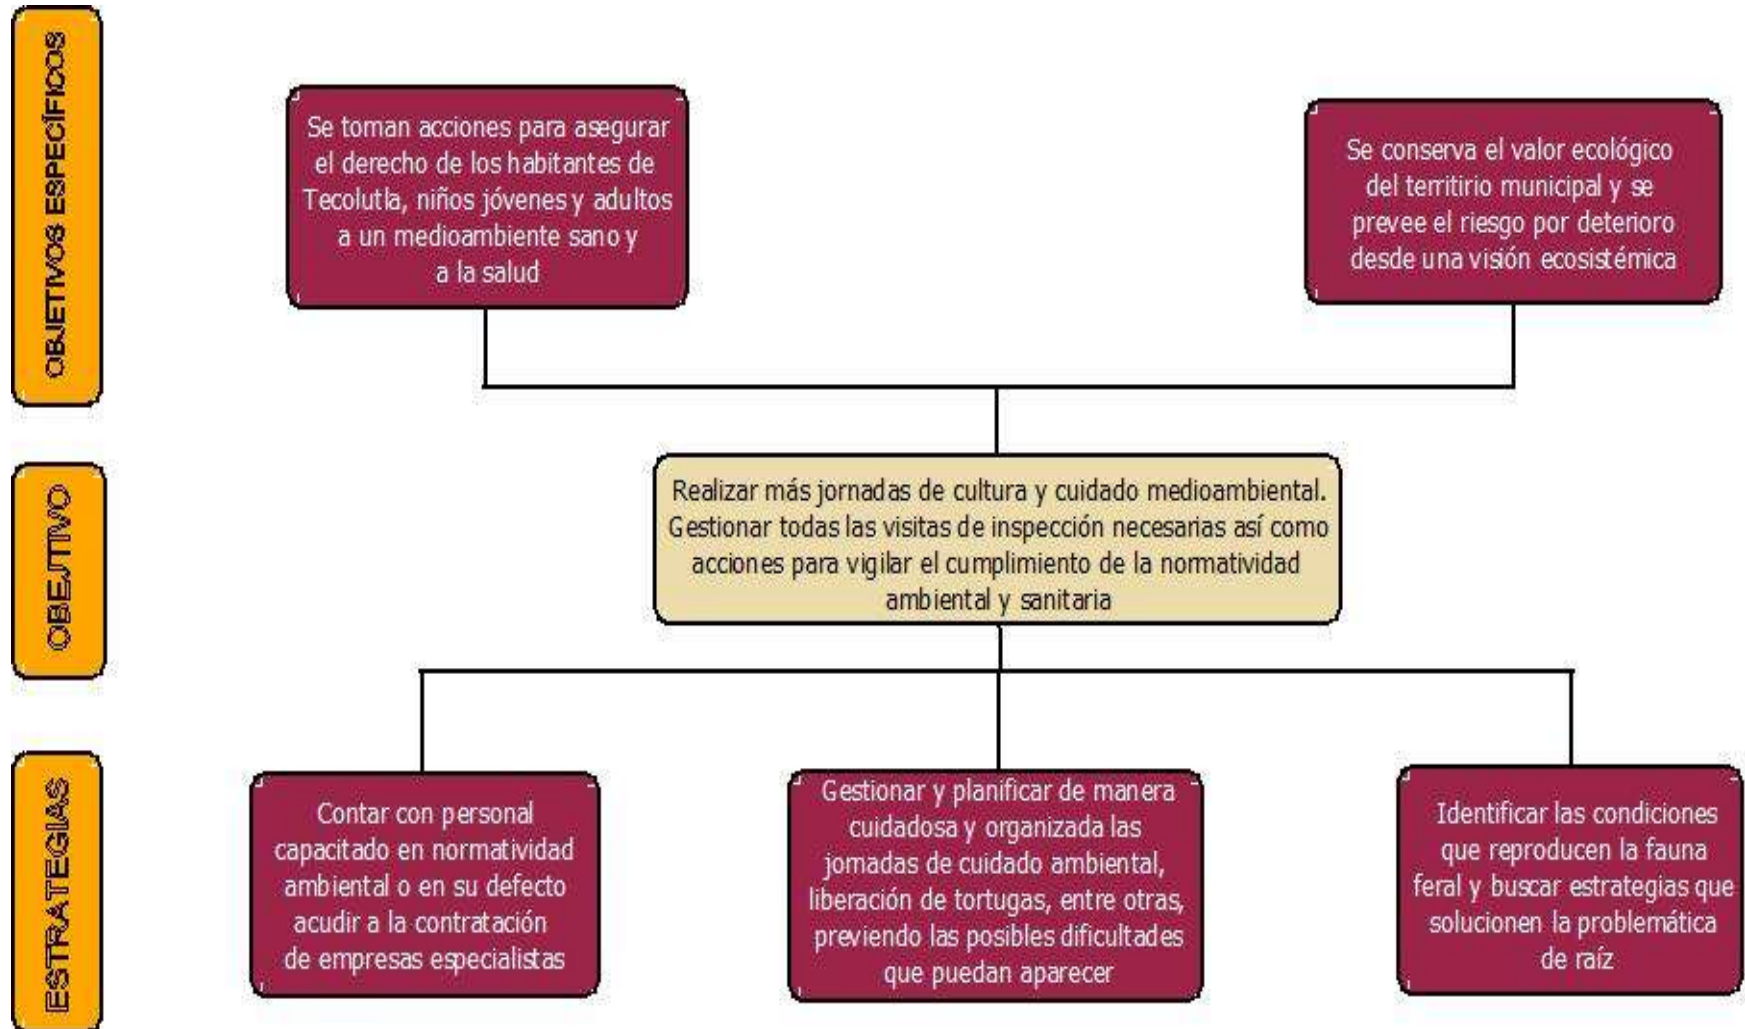 OBJETIVOS ESPECÍFICOS
Se toman acciones para asegurar
el derecho de los habitantes de
Tecolutla, niños jóvenes y adultos
a un medioambiente sano y
a la salud
Se conserva el valor ecológico
del territirio municipal y se
prevee el riesgo por deterioro
desde una visión ecosistémica
OBEJTIVO
Realizar más jornadas de cultura y cuidado medioambiental.
Gestionar todas las visitas de inspección necesarias así como
acciones para vigilar el cumplimiento de la normatividad
ambiental y sanitaria
ESTRATEGIAS
Contar con personal
capacitado en normatividad
ambiental o en su defecto
acudir a la contratación
de empresas especialistas
Gestionar y planificar de manera
cuidadosa y organizada las
jornadas de cuidado ambiental,
liberación de tortugas, entre otras,
previendo las posibles dificultades
que puedan aparecer
Identificar las condiciones
que reproducen la fauna
feral y buscar estrategias que
solucionen la problemática
de raíz